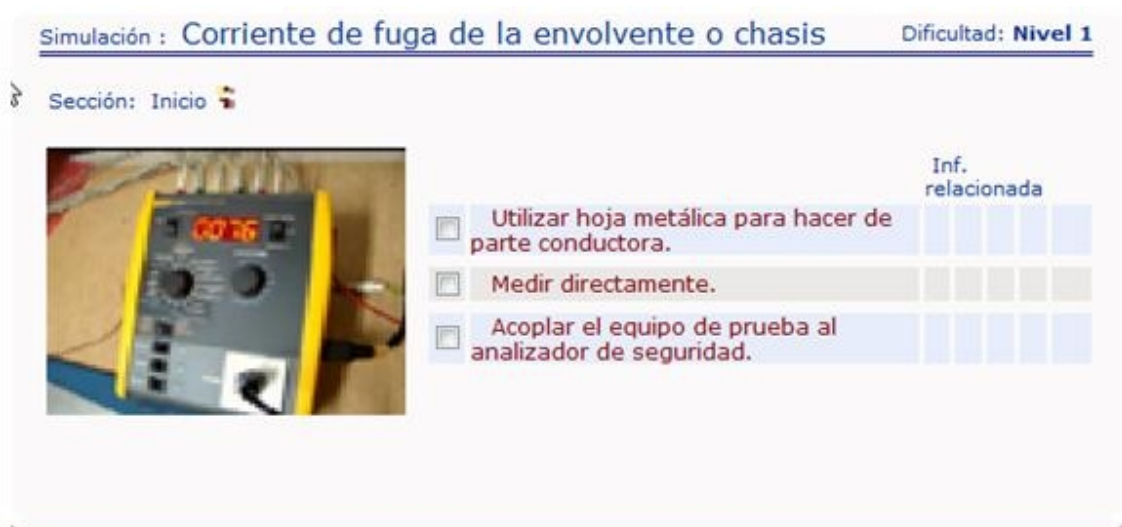 Simulación : Corriente de fuga de la envolvente o chasis Dificultad: Nivel 1
Sección: Inicio
Inf.
relacionada
Utilizar hoja metálica para hacer de
parte conductora.
Medir directamente.
Acoplar el equipo de prueba al
analizador de seguridad.